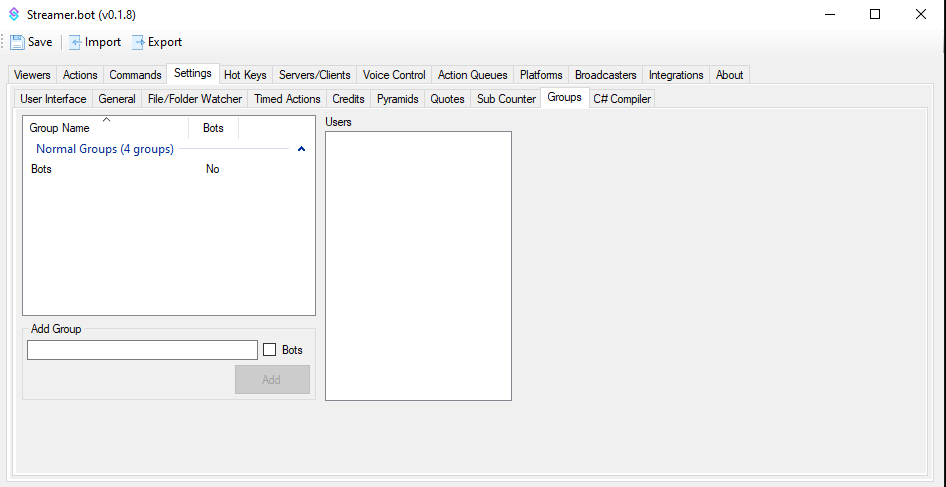 Streamer.bot (v0.1.8)
Save Import Export
Viewers Actions Commands Settings Hot Keys Servers/Clients Voice Control Action Queues Platforms Broadcasters Integrations About
User Interface General File/Folder Watcher Timed Actions Credits Pyramids Quotes Sub Counter Groups C# Compiler
Group Name Bots
Normal Groups (4 groups)
Bots No
Add Group
Bots
Add
Users